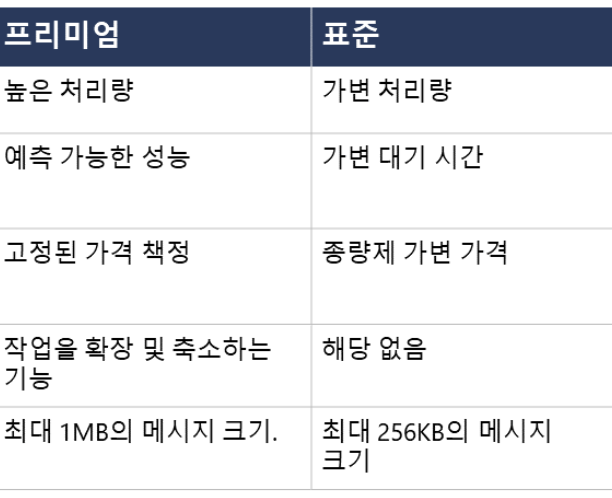 프리미엄 표준
높은 처리량 가변 처리량
예측 가능한 성능 가변 대기 시간
고정된 가격 책정 종량제 가변 가격
작업을 확장 및 축소하는 해당 없음
기능
최대 1MB의 메시지 크기. 최대 256KB의 메시지
크기